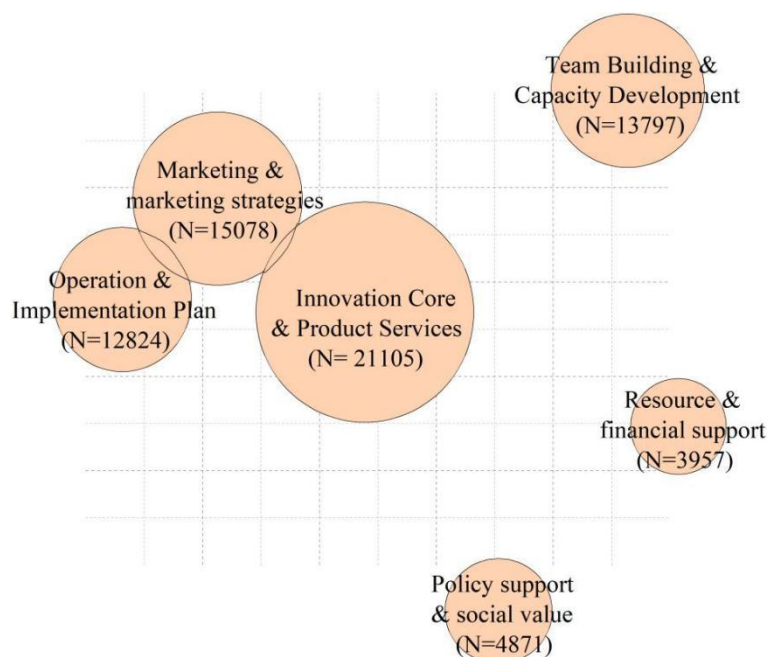 Team Building &
Capacity Development
(N=13797)
Marketing &
marketing strategies
(N=15078)
Operation &
Implementation Plan
(N=12824)
Innovation Core
& Product Services
(N= 21105)
Resource &
financial support
(N=3957)
Policy support
& social value
(N=4871)